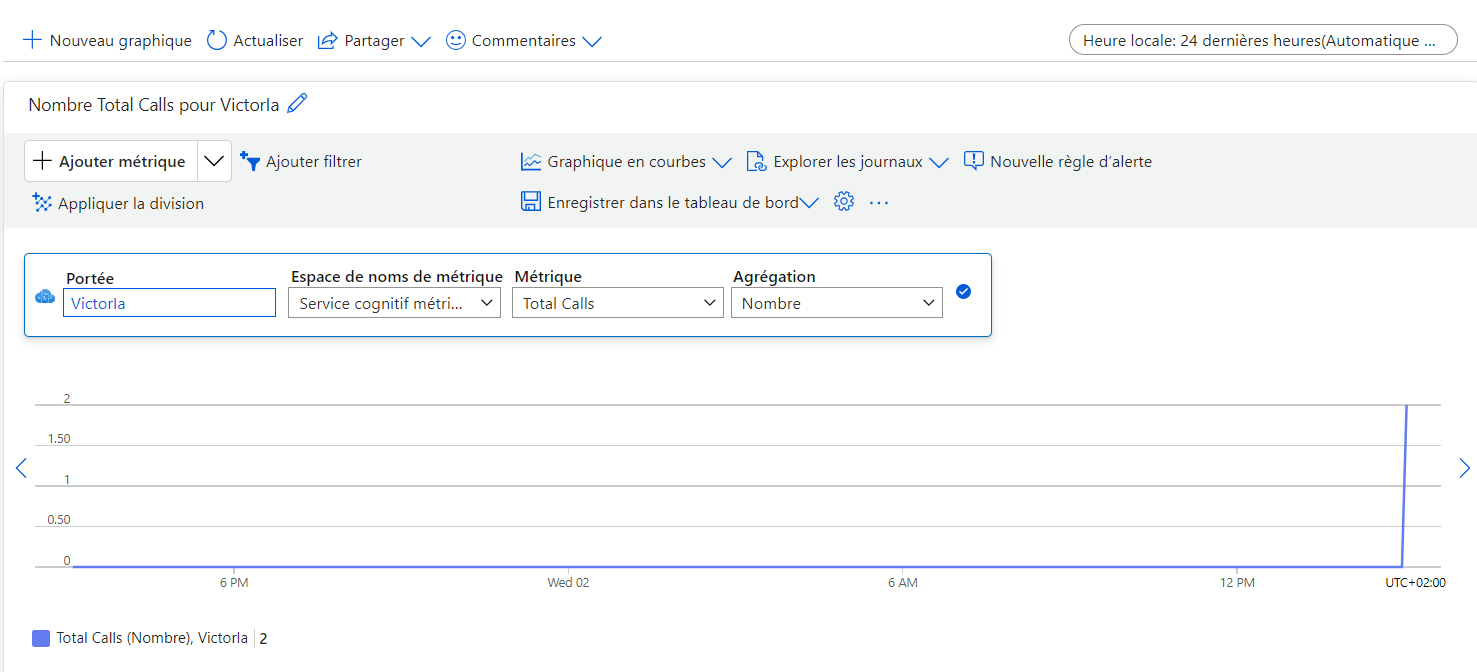 Nouveau graphique Actualiser Partager Commentaires Heure locale: 24 dernières heures(Automatique ...
Nombre Total Calls pour VictorIa
Ajouter métrique Ajouter filtrer Graphique en courbes Explorer les journaux Nouvelle règle d’alerte
Appliquer la division Enregistrer dans le tableau de bord ...
Portée Espace de noms de métrique Métrique Agrégation
VictorIa Service cognitif métri... Total Calls Nombre
2
1.50
1
0.50
0
6 PM Wed 02 6 AM 12 PM UTC+02:00
Total Calls (Nombre), VictorIa 2